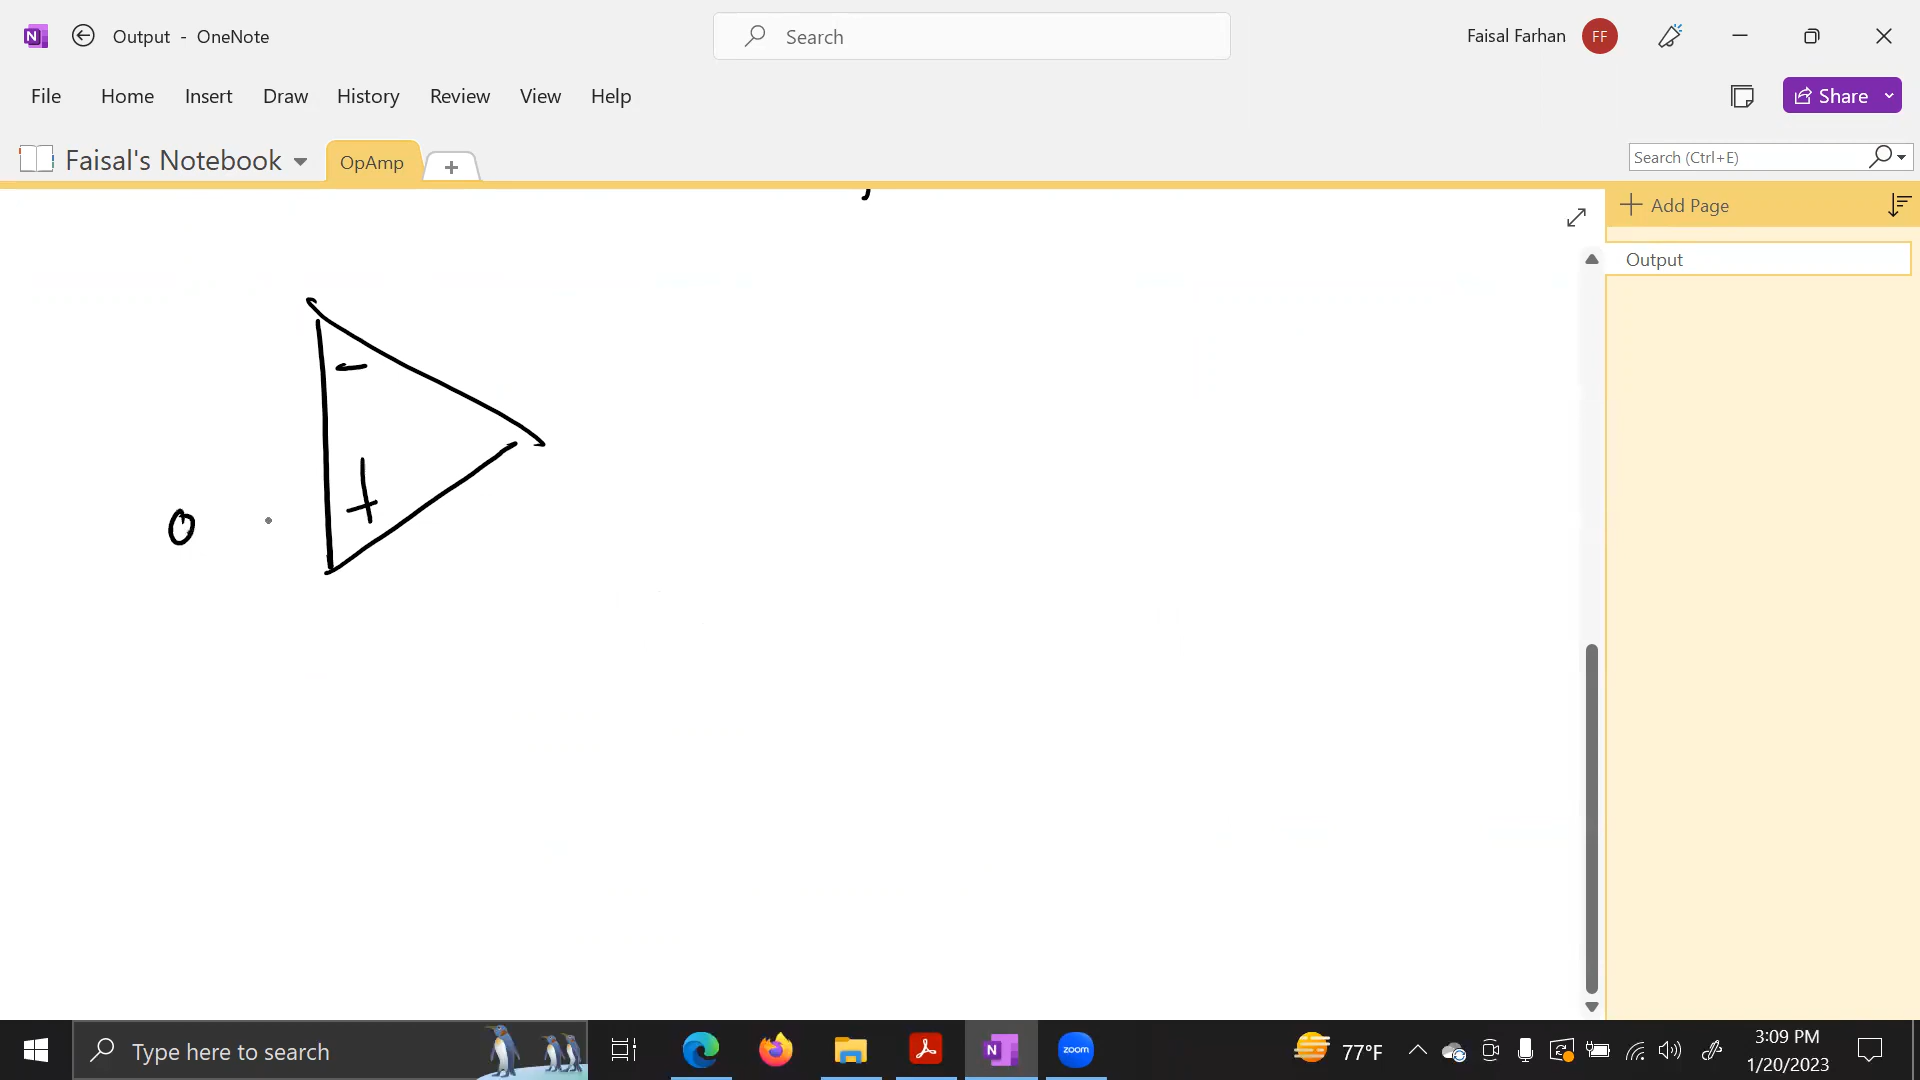 Output - OneNote
Search
Faisal Farhan
FF
File Home Insert Draw History Review View Help
Share
Faisal's Notebook
OpAmp
+
Search (Ctrl+E)
Add Page
Output
-
+
0
Type here to search
zoom
77°F
3:09 PM
1/20/2023